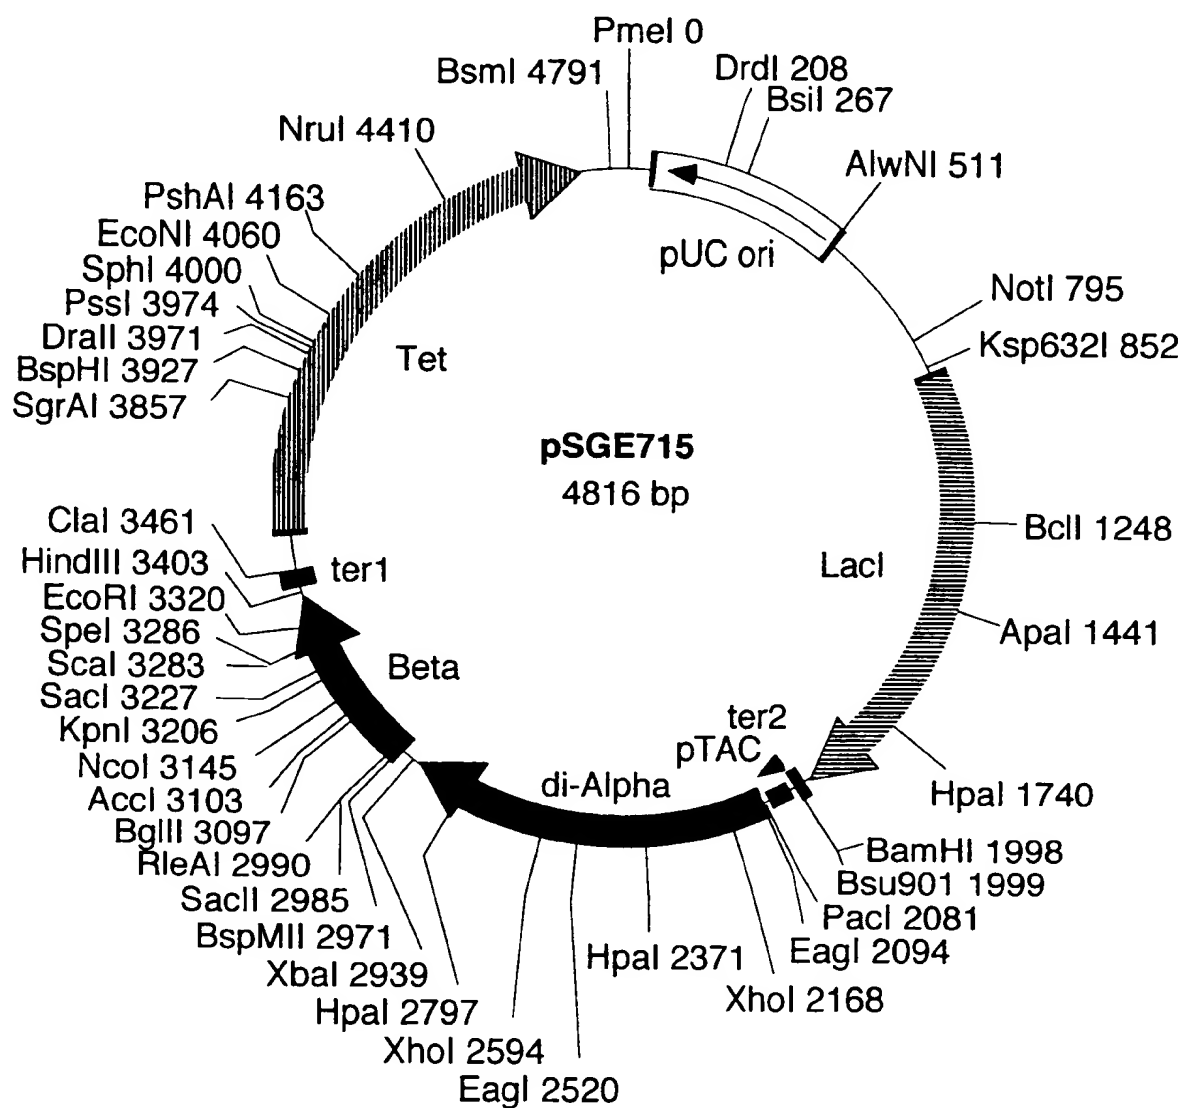 PmeI 0
BsmI 4791
DrdI 208
BsiI 267
NruI 4410
AlwNI 511
PshAI 4163
EcoNI 4060
SphI 4000
PssI 3974
DraII 3971
BspHI 3927
SgrAI 3857
pUC ori
NotI 795
Ksp632I 852
Tet
pSGE715
4816 bp
ClaI 3461
HindIII 3403
EcoRI 3320
SpeI 3286
ScaI 3283
SacI 3227
KpnI 3206
NcoI 3145
AccI 3103
BglII 3097
RleAI 2990
SacII 2985
BspMII 2971
XbaI 2939
HpaI 2797
XhoI 2594
EagI 2520
ter1
Beta
LacI
BclI 1248
ApaI 1441
ter2
pTAC
di-Alpha
HpaI 1740
BamHI 1998
Bsu901 1999
PacI 2081
EagI 2094
HpaI 2371
XhoI 2168